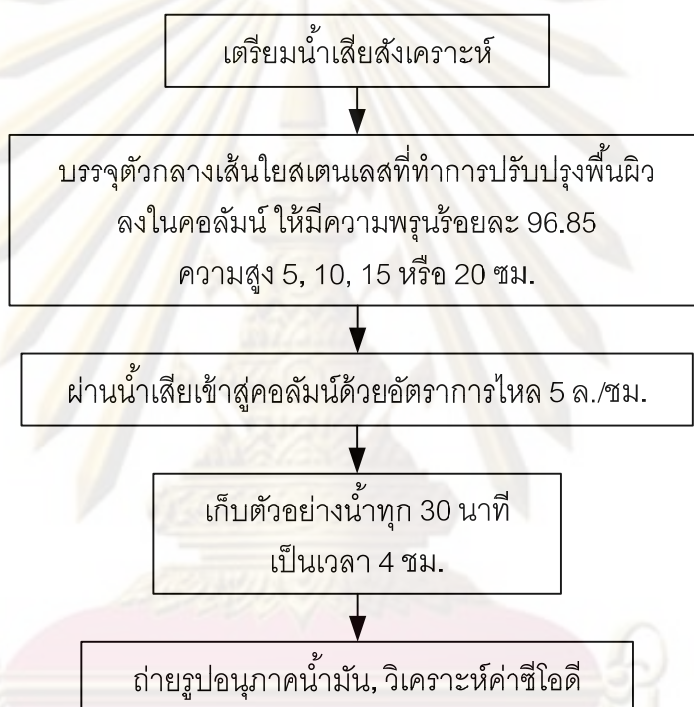 เตรียมน้ำเสียสังเคราะห์
บรรจุตัวกลางเส้นใยสเตนเลสที่ทำการปรับปรุงพื้นผิว
ลงในคอลัมน์ ให้มีความพรุนร้อยละ 96.85
ความสูง 5, 10, 15 หรือ 20 ซม.
ผ่านน้ำเสียเข้าสู่คอลัมน์ด้วยอัตราการไหล 5 ล./ชม.
เก็บตัวอย่างน้ำทุก 30 นาที
เป็นเวลา 4 ชม.
ถ่ายรูปอนุภาคน้ำมัน, วิเคราะห์ค่าซีโอดี